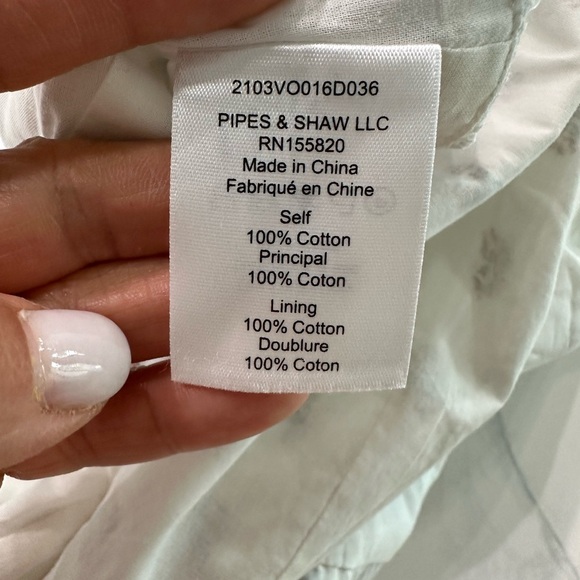 2103VO016D036
PIPES & SHAW LLC
RN155820
Made in China
Fabriqué en Chine
Self
100% Cotton
Principal
100% Coton
Lining
100% Cotton
Doublure
100% Coton